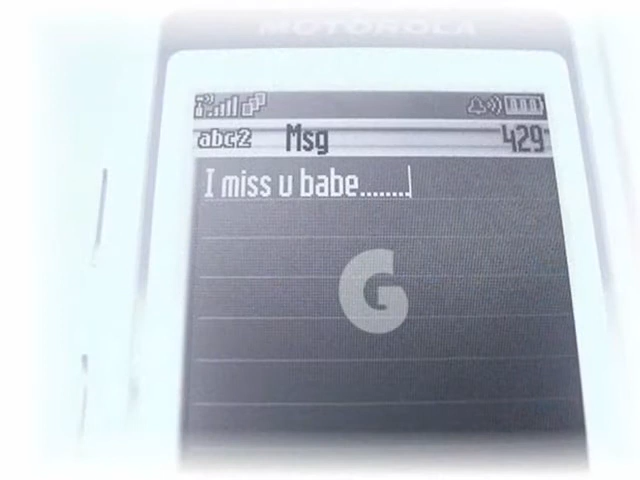 MOTOROLA
abc2 Msg 429
I miss u babe........
G